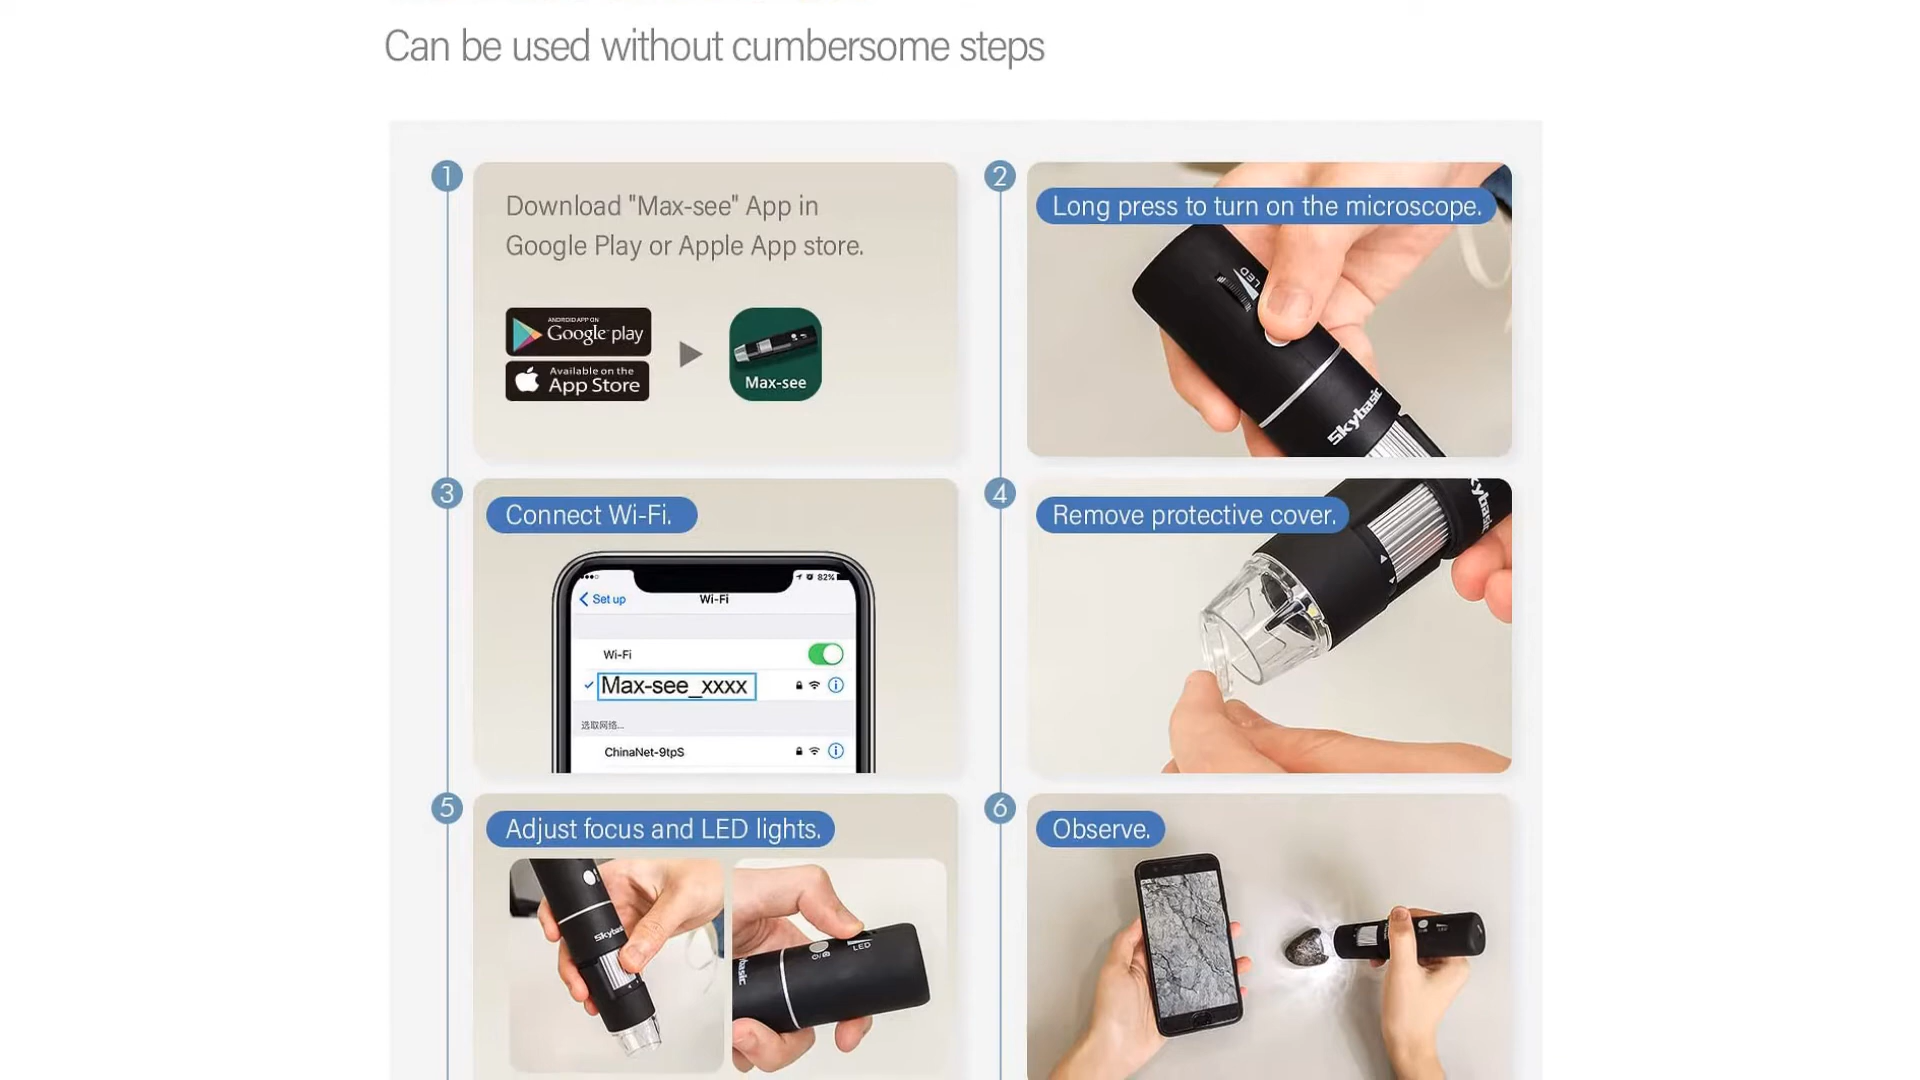 Can be used without cumbersome steps
1
Download "Max-see" App in
Google Play or Apple App store.
ANDROID APP ON
Google play
Available on the
App Store
Max-see
2
Long press to turn on the microscope.
LED
Skybasic
3
Connect Wi-Fi.
82%
Set up
Wi-Fi
Wi-Fi
Max-see_xxxx
选取网络...
ChinaNet-9tpS
4
Remove protective cover.
5
Adjust focus and LED lights.
LED
6
Observe.